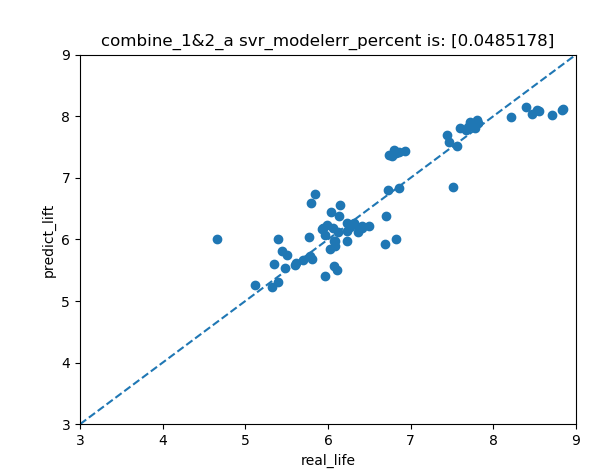 combine_1&2_a svr_modelerr_percent is: [0.0485178]
9
8
7
6
5
4
3
predict_lift
3 4 5 6 7 8 9
real_life